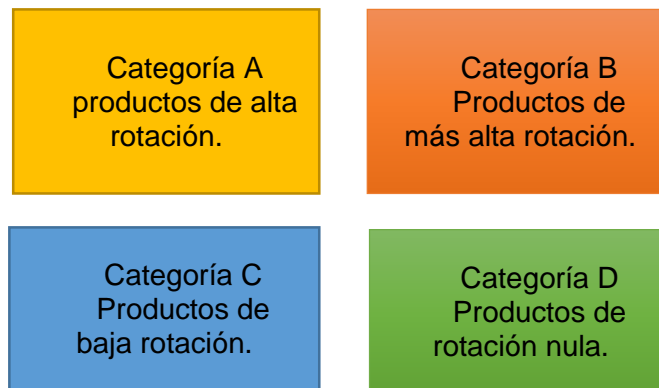 Categoría A
productos de alta
rotación.
Categoría B
Productos de
más alta rotación.
Categoría C
Productos de
baja rotación.
Categoría D
Productos de
rotación nula.